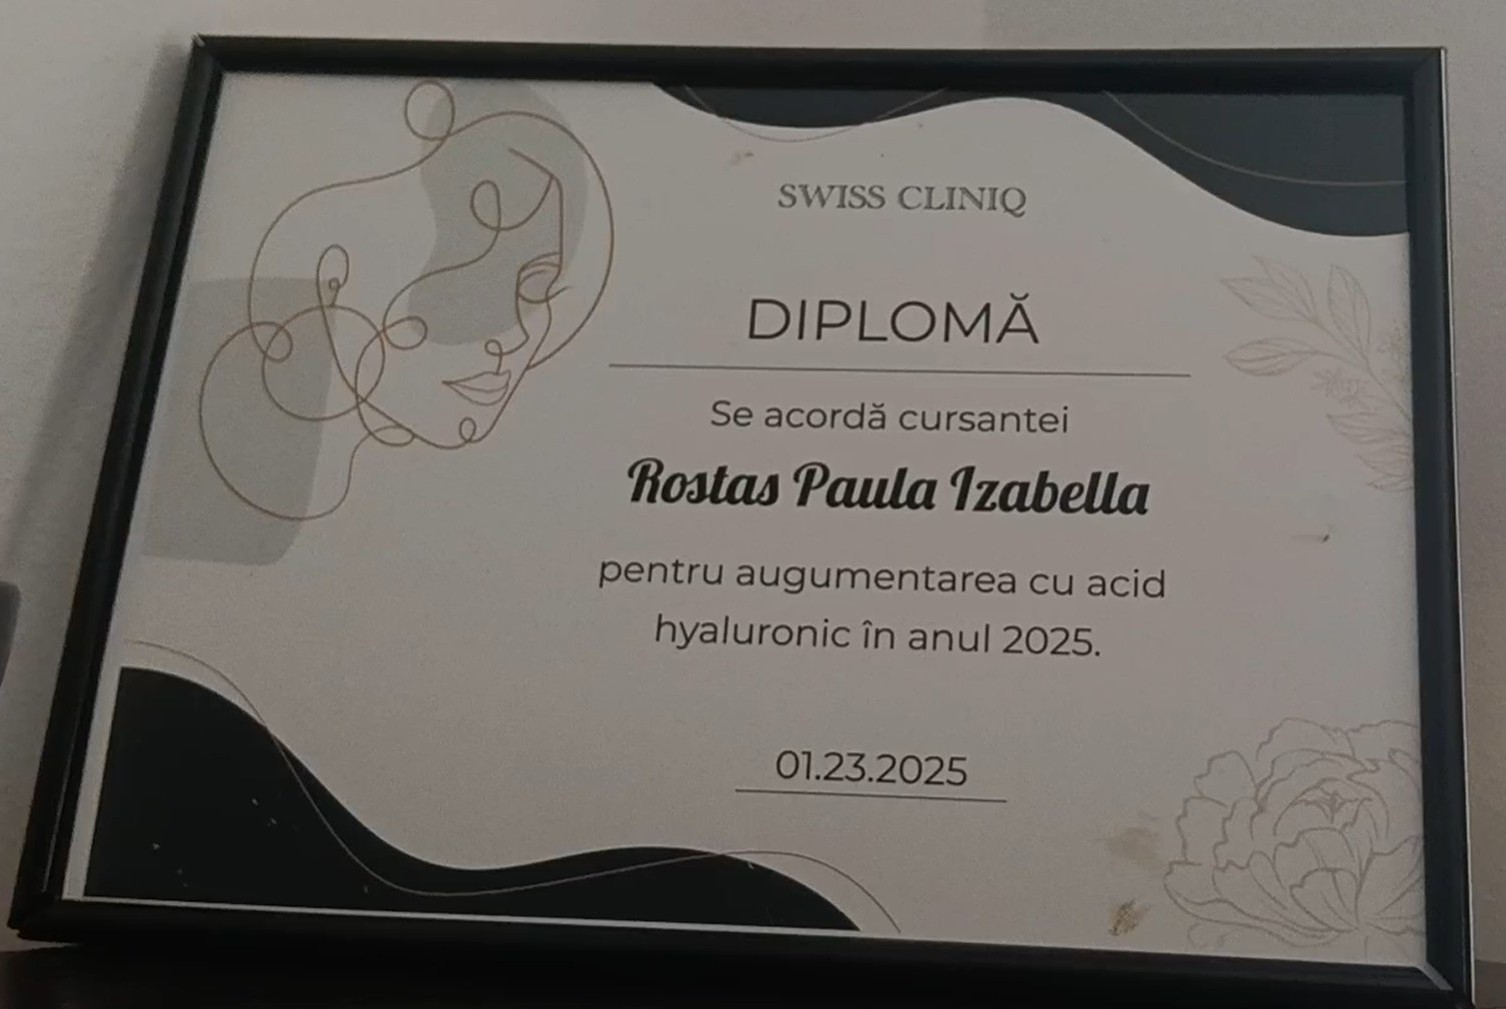 SWISS CLINIQ
DIPLOMĂ
Se acordă cursantei
Rostas Paula Izabella
pentru augumentarea cu acid
hyaluronic în anul 2025.
01.23.2025